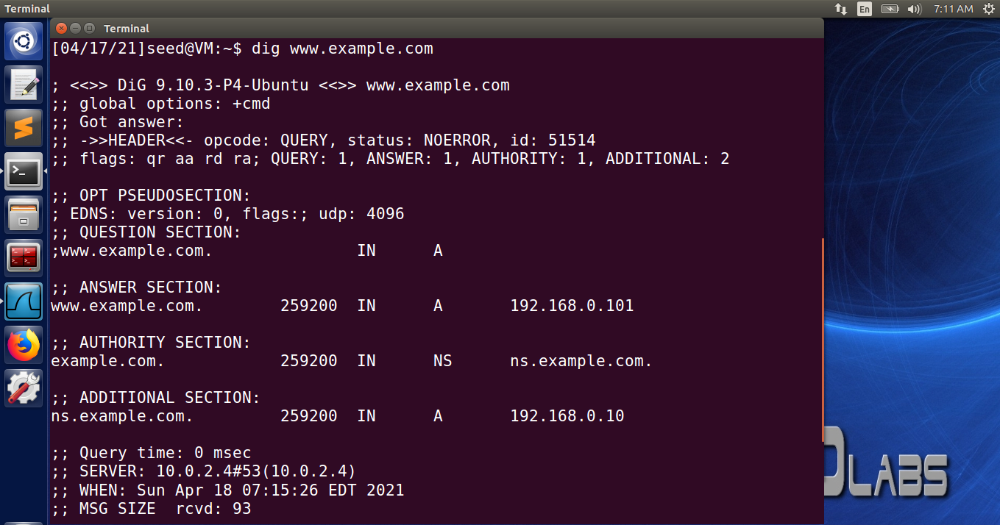 Terminal
En
7:11 AM
Terminal
[04/17/21]seed@VM:~$ dig www.example.com
; <<>> DiG 9.10.3-P4-Ubuntu <<>> www.example.com
;; global options: +cmd
;; Got answer:
;; ->>HEADER<<- opcode: QUERY, status: NOERROR, id: 51514
;; flags: qr aa rd ra; QUERY: 1, ANSWER: 1, AUTHORITY: 1, ADDITIONAL: 2
;; OPT PSEUDOSECTION:
; EDNS: version: 0, flags:; udp: 4096
;; QUESTION SECTION:
;www.example.com. IN A
;; ANSWER SECTION:
www.example.com. 259200 IN A 192.168.0.101
;; AUTHORITY SECTION:
example.com. 259200 IN NS ns.example.com.
;; ADDITIONAL SECTION:
ns.example.com. 259200 IN A 192.168.0.10
;; Query time: 0 msec
;; SERVER: 10.0.2.4#53(10.0.2.4)
;; WHEN: Sun Apr 18 07:15:26 EDT 2021
;; MSG SIZE  rcvd: 93
LABS